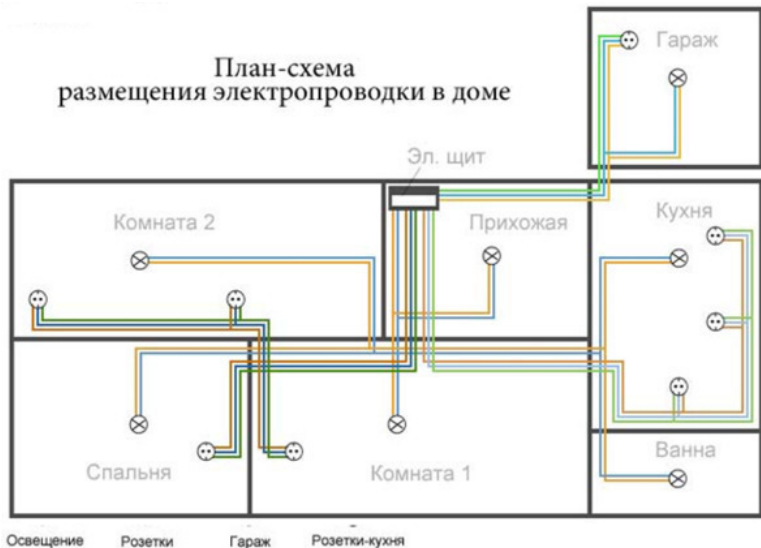 План-схема
размещения электропроводки в доме
Гараж
Эл. щит
Комната 2
Прихожая
Кухня
Спальня
Комната 1
Ванна
Освещение Розетки Гараж Розетки-кухня